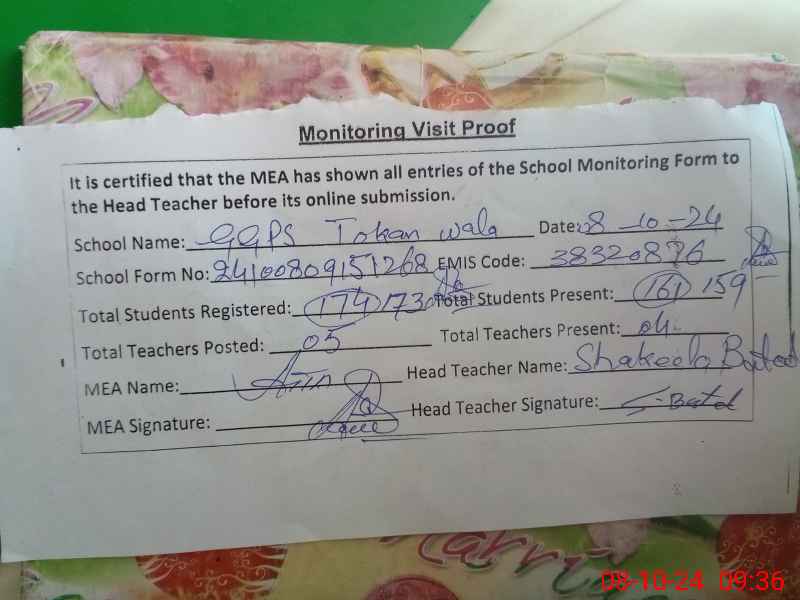 Monitoring Visit Proof
It is certified that the MEA has shown all entries of the School Monitoring Form to
the Head Teacher before its online submission.
School Name: GGPS Tokan wala Date: 08-10-24
School Form No: 24100809151268 EMIS Code: 38320876
Total Students Registered: 174 173 Total Students Present: 161 159
Total Teachers Posted: 05 Total Teachers Present: 04
MEA Name: Head Teacher Name: Shakeela Batool
MEA Signature: Head Teacher Signature: S-Batol
08-10-24 09:36